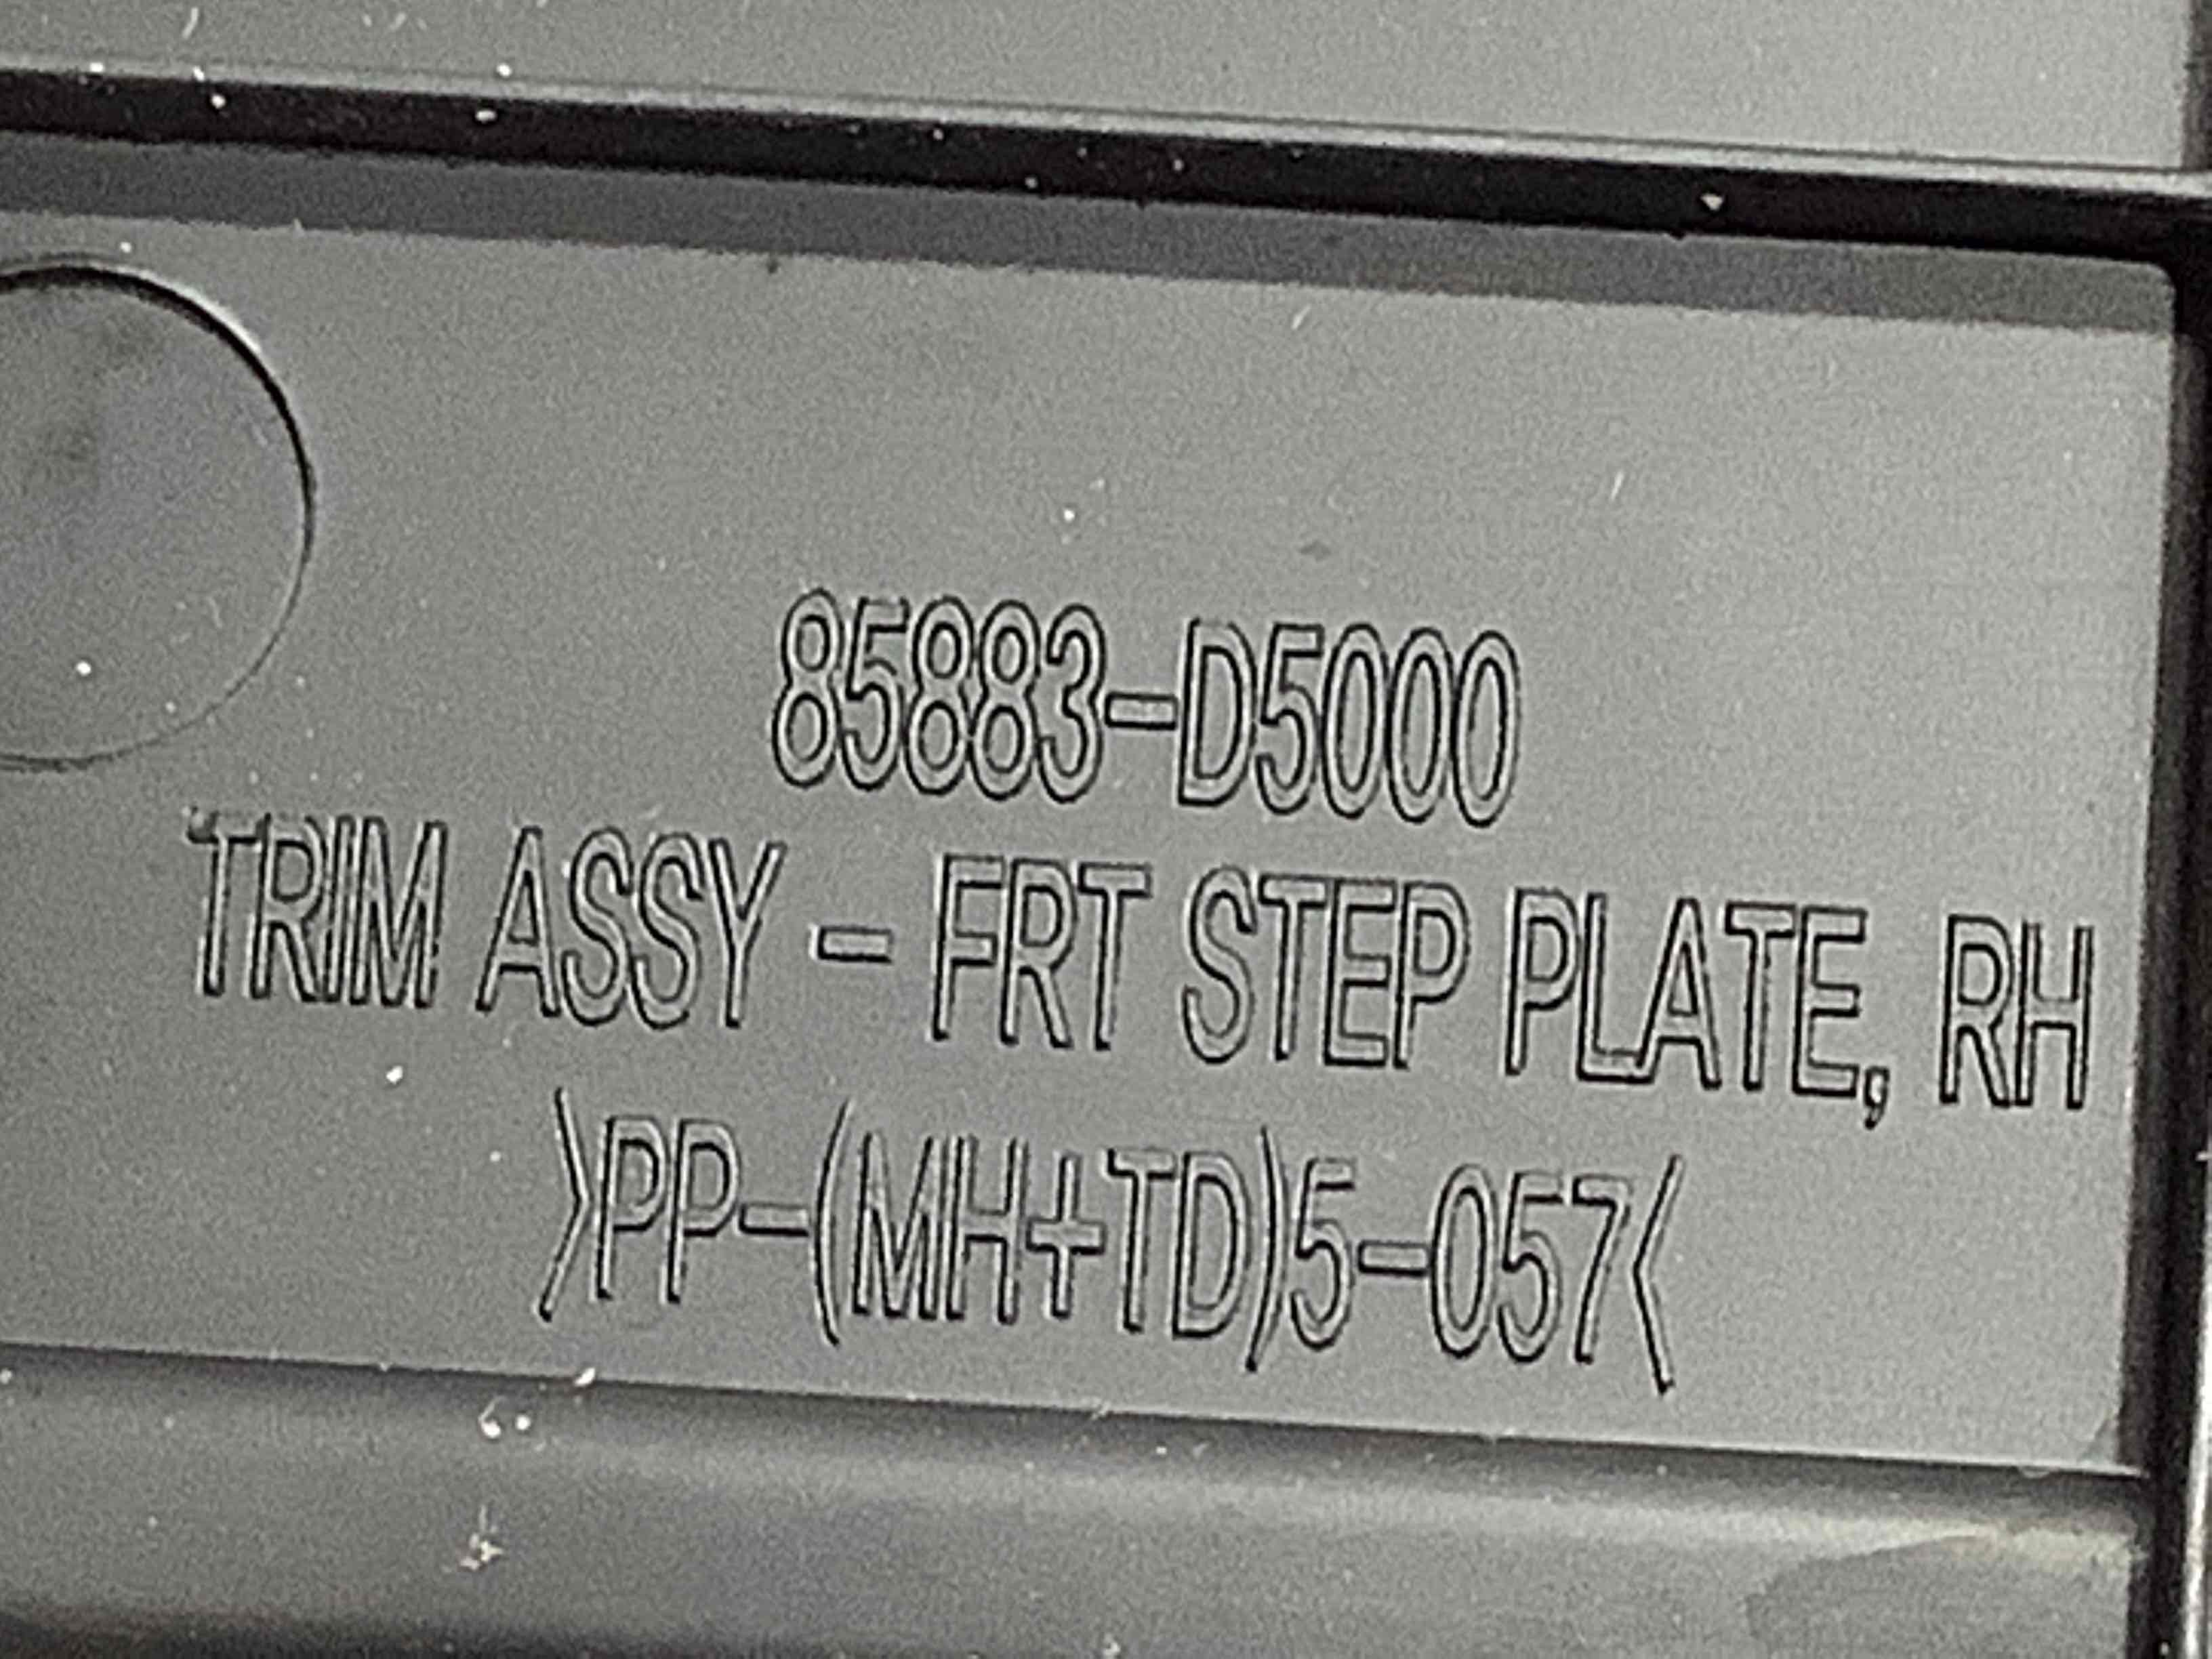 85883-D5000
TRIM ASSY - FRT STEP PLATE, RH
>PP-(MH+TD)5-057<